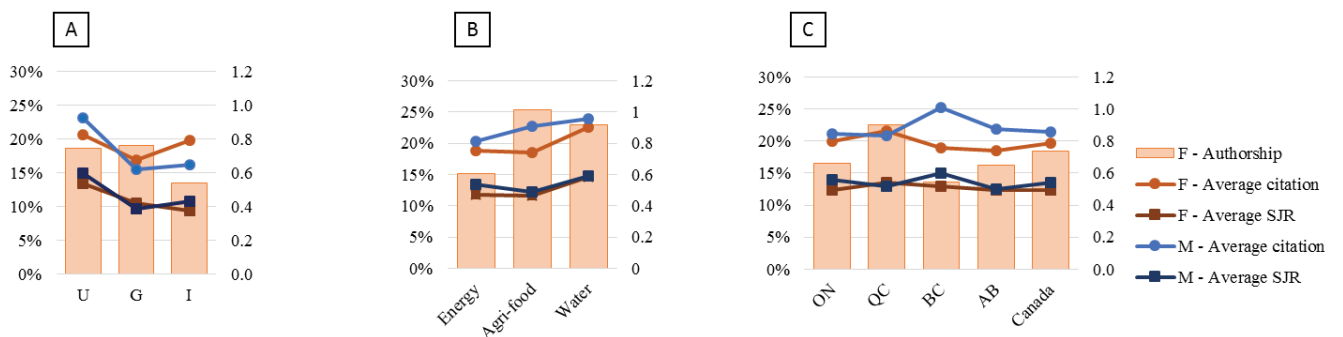 A
B
C
30%
25%
20%
15%
10%
5%
0%
1.2
1.0
0.8
0.6
0.4
0.2
0.0
U
G
I
30%
25%
20%
15%
10%
5%
0%
1.2
1
0.8
0.6
0.4
0.2
0
Energy
Agri-food
Water
30%
25%
20%
15%
10%
5%
0%
1.2
1.0
0.8
0.6
0.4
0.2
0.0
ON
QC
BC
AB
Canada
F - Authorship
F - Average citation
F - Average SJR
M - Average citation
M - Average SJR